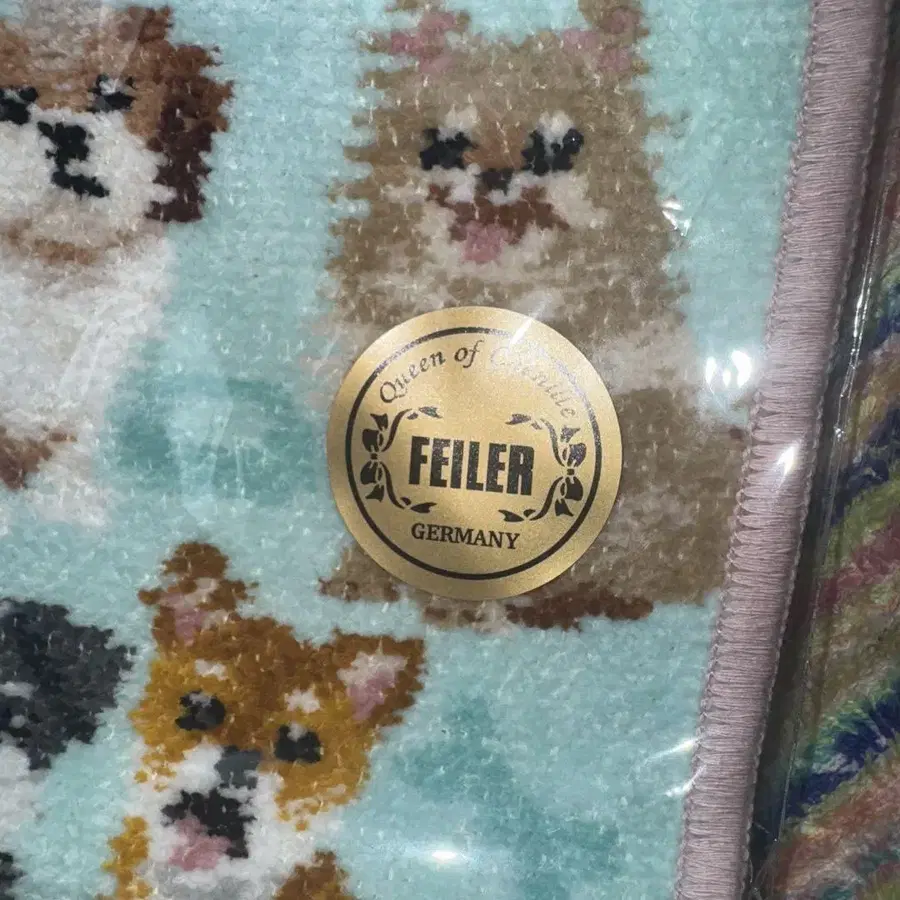 Queen of Chenille
FEILER
GERMANY